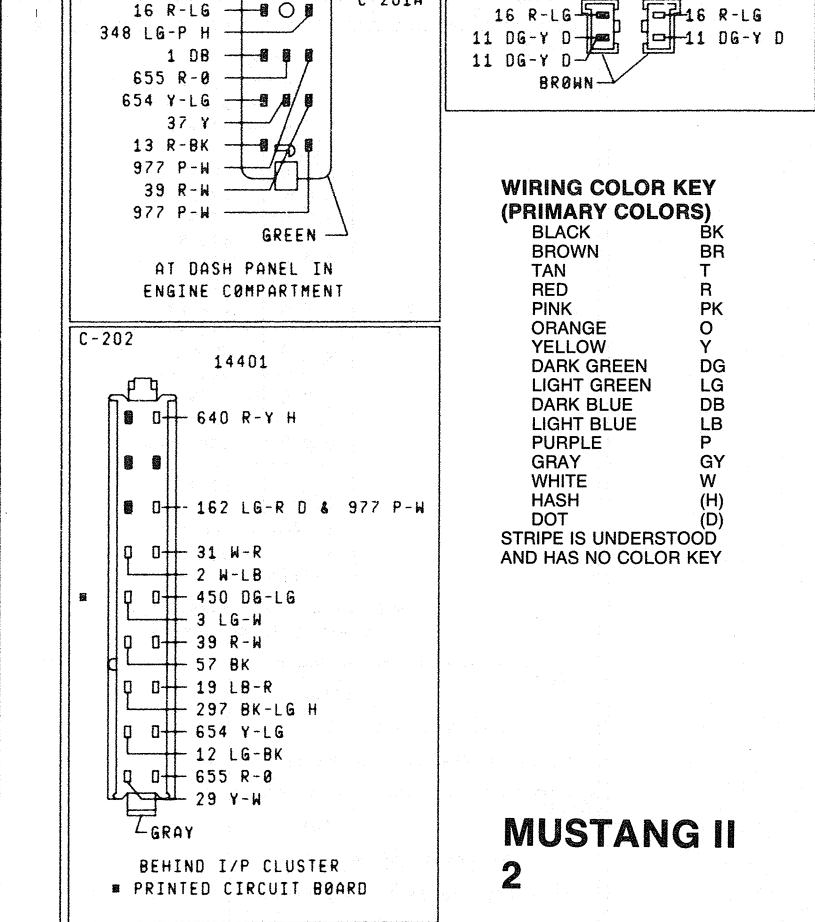 C-201A
16 R-LG
348 LG-P H
1 DB
655 R-0
654 Y-LG
37 Y
13 R-BK
977 P-W
39 R-W
977 P-W
GREEN
AT DASH PANEL IN
ENGINE COMPARTMENT
16 R-LG
11 DG-Y D
11 DG-Y D
16 R-LG
11 DG-Y D
BROWN
WIRING COLOR KEY
(PRIMARY COLORS)
BLACK BK
BROWN BR
TAN T
RED R
PINK PK
ORANGE O
YELLOW Y
DARK GREEN DG
LIGHT GREEN LG
DARK BLUE DB
LIGHT BLUE LB
PURPLE P
GRAY GY
WHITE W
HASH (H)
DOT (D)
STRIPE IS UNDERSTOOD
AND HAS NO COLOR KEY
C-202
14401
640 R-Y H
162 LG-R D & 977 P-W
31 W-R
2 W-LB
450 DG-LG
3 LG-W
39 R-W
57 BK
19 LB-R
297 BK-LG H
654 Y-LG
12 LG-BK
655 R-0
29 Y-W
GRAY
BEHIND I/P CLUSTER
PRINTED CIRCUIT BOARD
MUSTANG II
2